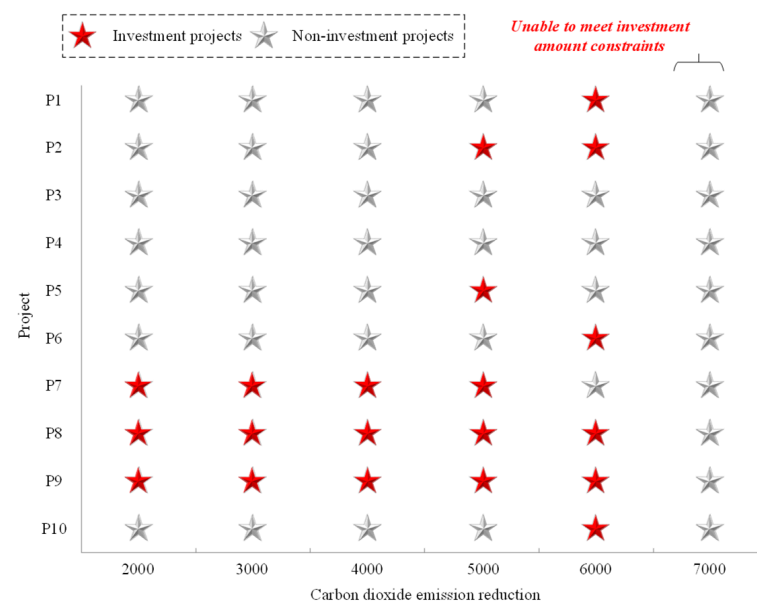 Investment projects
Non-investment projects
Unable to meet investment
amount constraints
P1
P2
P3
P4
P5
P6
P7
P8
P9
P10
Project
2000
3000
4000
5000
6000
7000
Carbon dioxide emission reduction